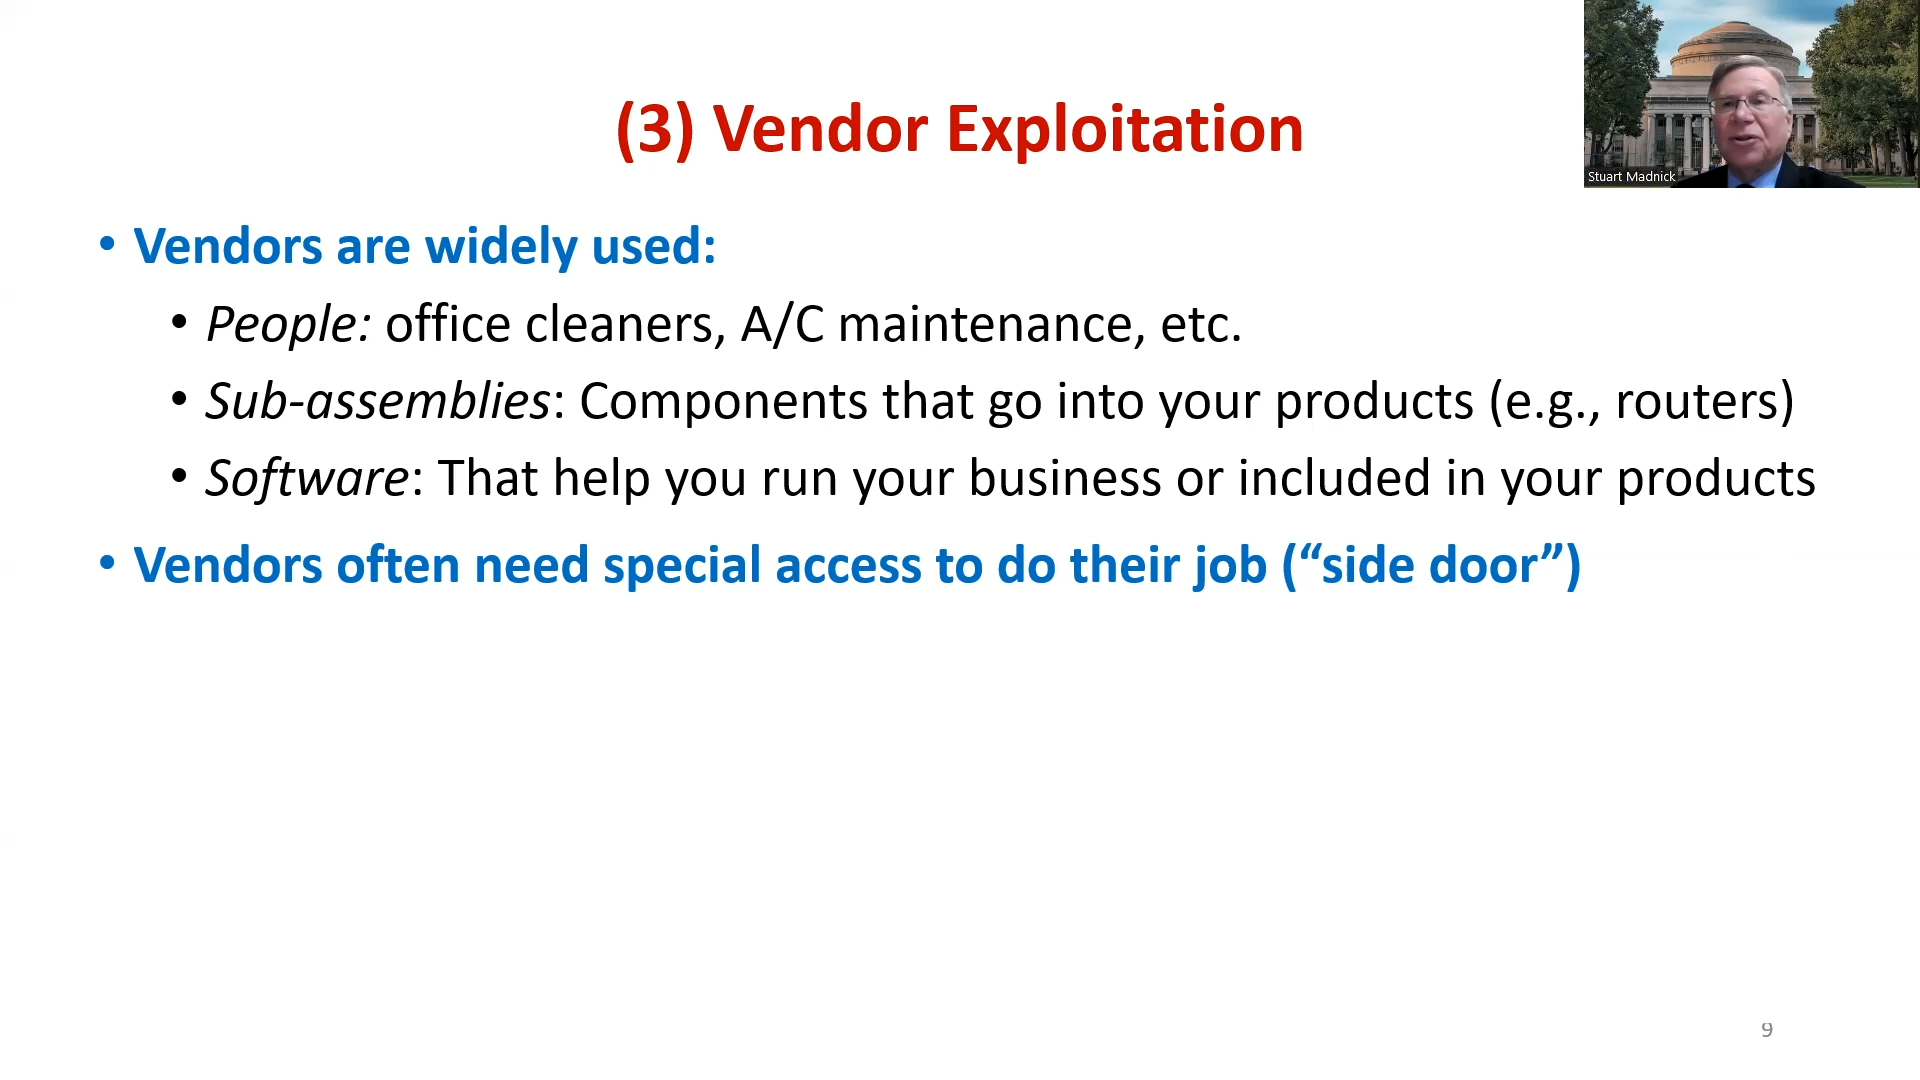 (3) Vendor Exploitation
Stuart Madnick
• Vendors are widely used:
• People: office cleaners, A/C maintenance, etc.
• Sub-assemblies: Components that go into your products (e.g., routers)
• Software: That help you run your business or included in your products
• Vendors often need special access to do their job (“side door”)
9